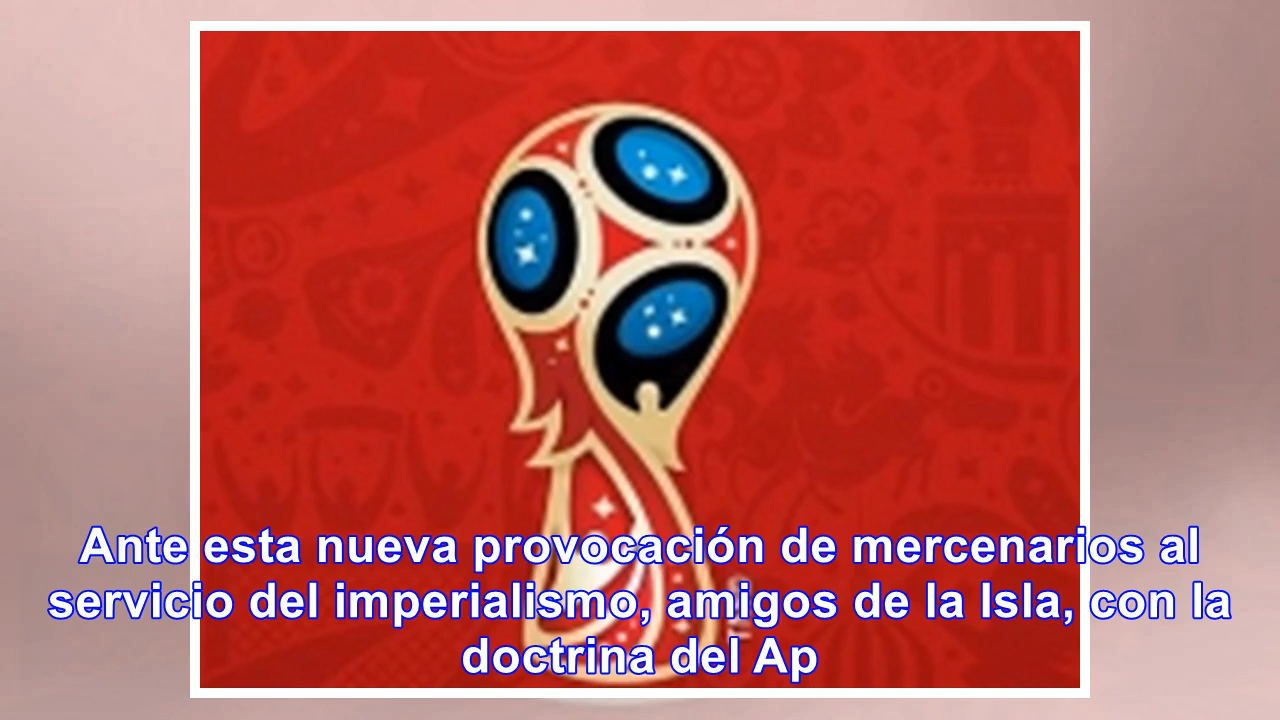 Ante esta nueva provocación de mercenarios al
servicio del imperialismo, amigos de la Isla, con la
doctrina del Ap